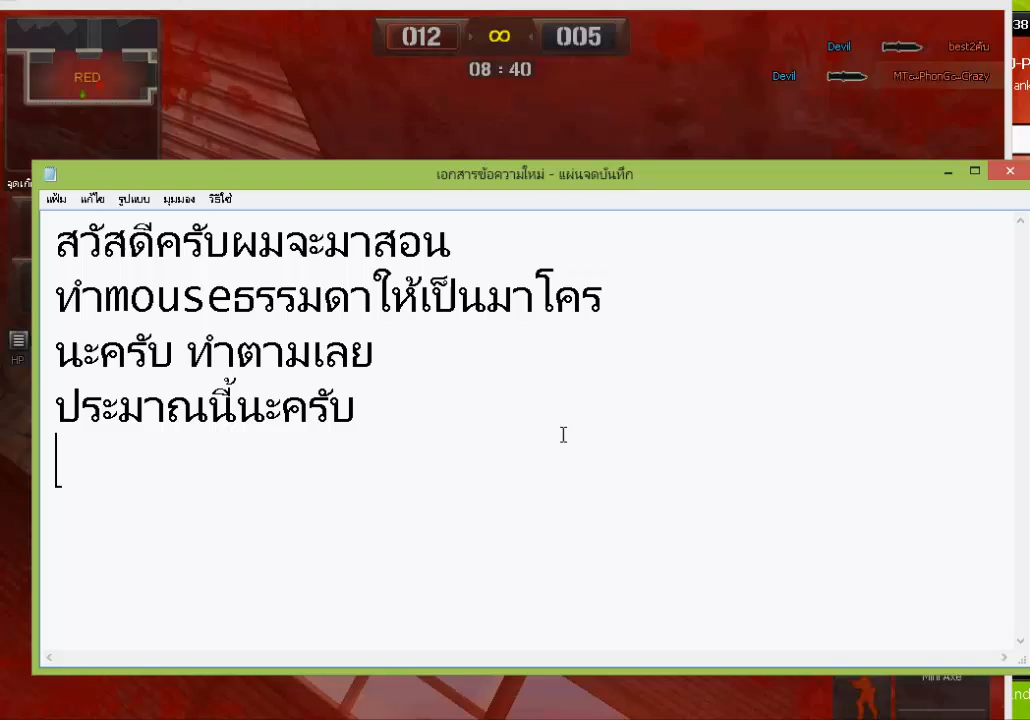 012 ∞ 005
08 : 40
RED
38
Devil best2คับ
Devil
เอกสารข้อความใหม่ - แผ่นจดบันทึก
แฟ้ม แก้ไข รูปแบบ มุมมอง วิธีใช้
สวัสดีครับผมจะมาสอน
ทำmouseธรรมดาให้เป็นมาโคร
นะครับ ทำตามเลย
ประมาณนี้นะครับ
HP
Mini Axe